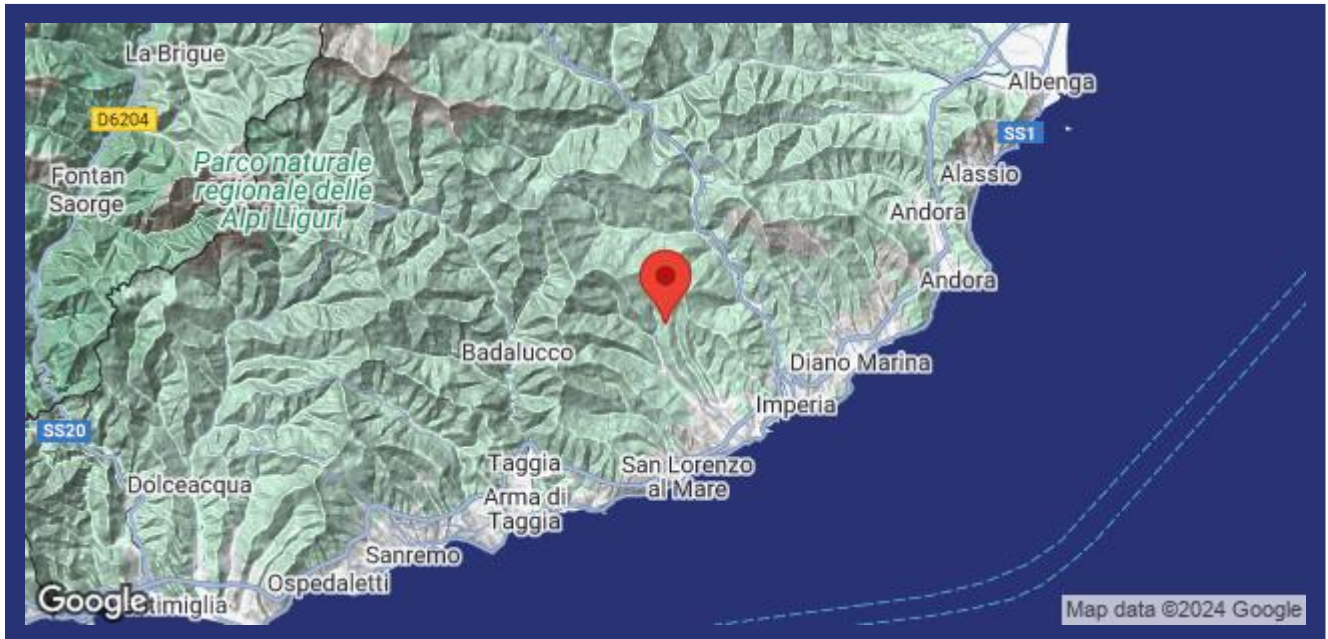 La Brigue
Albenga
D6204
SS1
Parco naturale
regionale delle
Alpi Liguri
Fontan
Saorge
Alassio
Andora
Andora
Badalucco
Diano Marina
Imperia
SS20
Taggia
San Lorenzo
al Mare
Dolceacqua
Arma di
Taggia
Sanremo
Ospedaletti
Google
Map data ©2024 Google